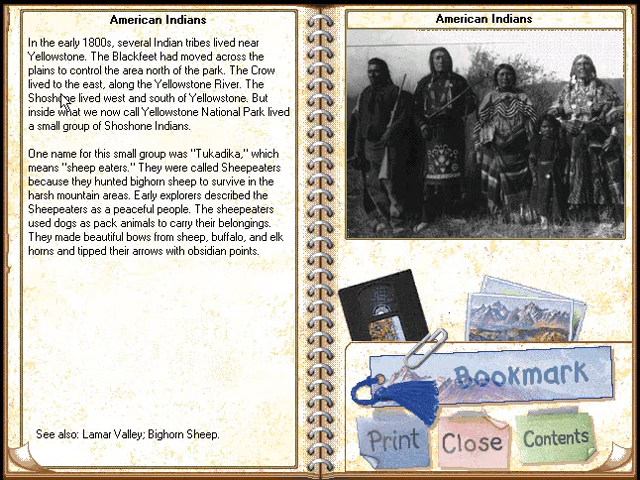 American Indians
In the early 1800s, several Indian tribes lived near
Yellowstone. The Blackfeet had moved across the
plains to control the area north of the park. The Crow
lived to the east, along the Yellowstone River. The
Shoshone lived west and south of Yellowstone. But
inside what we now call Yellowstone National Park lived
a small group of Shoshone Indians.
One name for this small group was "Tukadika," which
means "sheep eaters." They were called Sheepeaters
because they hunted bighorn sheep to survive in the
harsh mountain areas. Early explorers described the
Sheepeaters as a peaceful people. The sheepeaters
used dogs as pack animals to carry their belongings.
They made beautiful bows from sheep, buffalo, and elk
horns and tipped their arrows with obsidian points.
See also: Lamar Valley; Bighorn Sheep.
American Indians
Bookmark
Print
Close
Contents